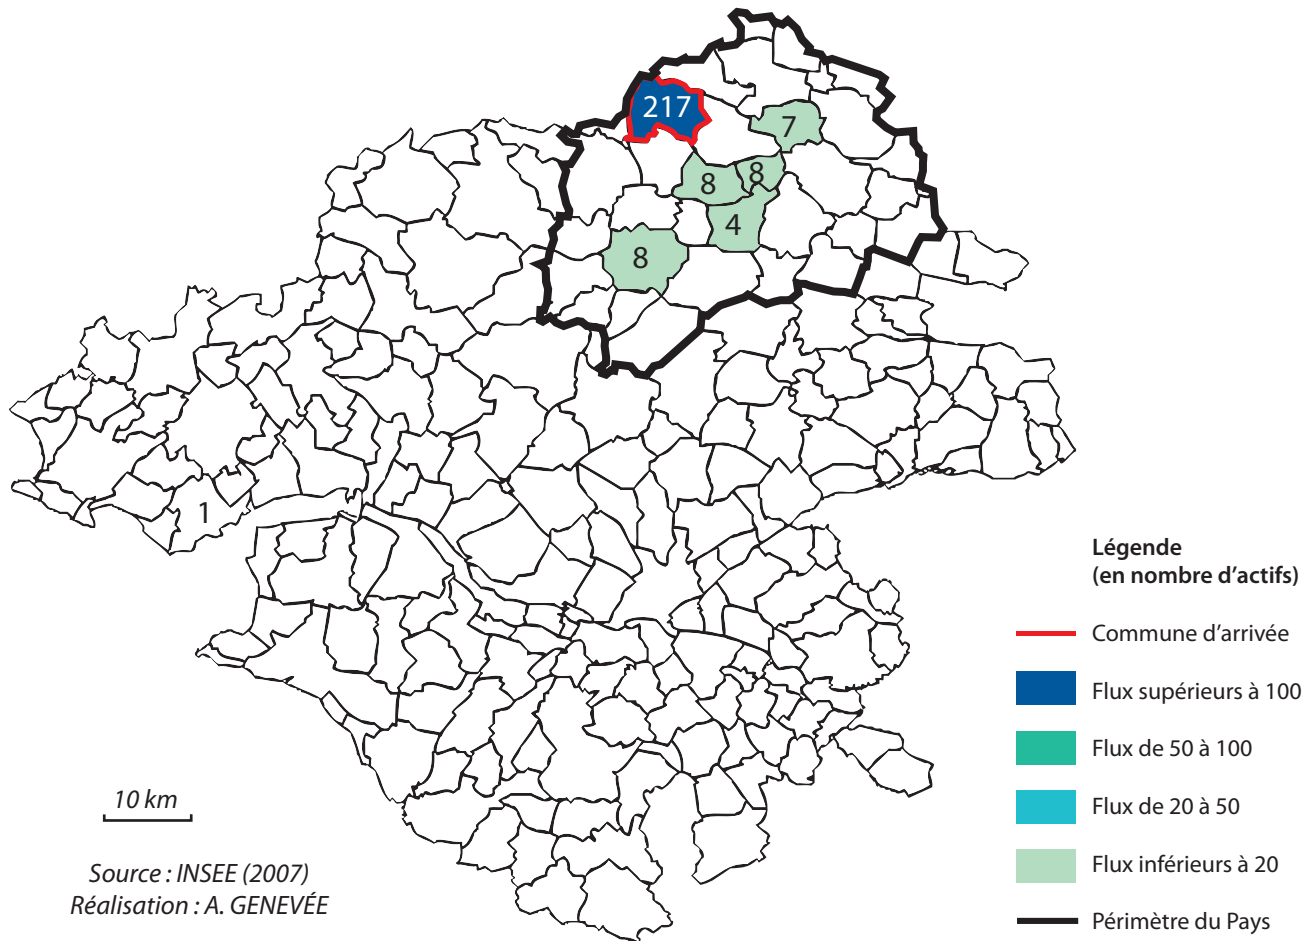 217
7
8
8
4
8
1
Légende
(en nombre d’actifs)
Commune d’arrivée
Flux supérieurs à 100
Flux de 50 à 100
Flux de 20 à 50
Flux inférieurs à 20
Périmètre du Pays
10 km
Source : INSEE (2007)
Réalisation : A. GENEVÉE